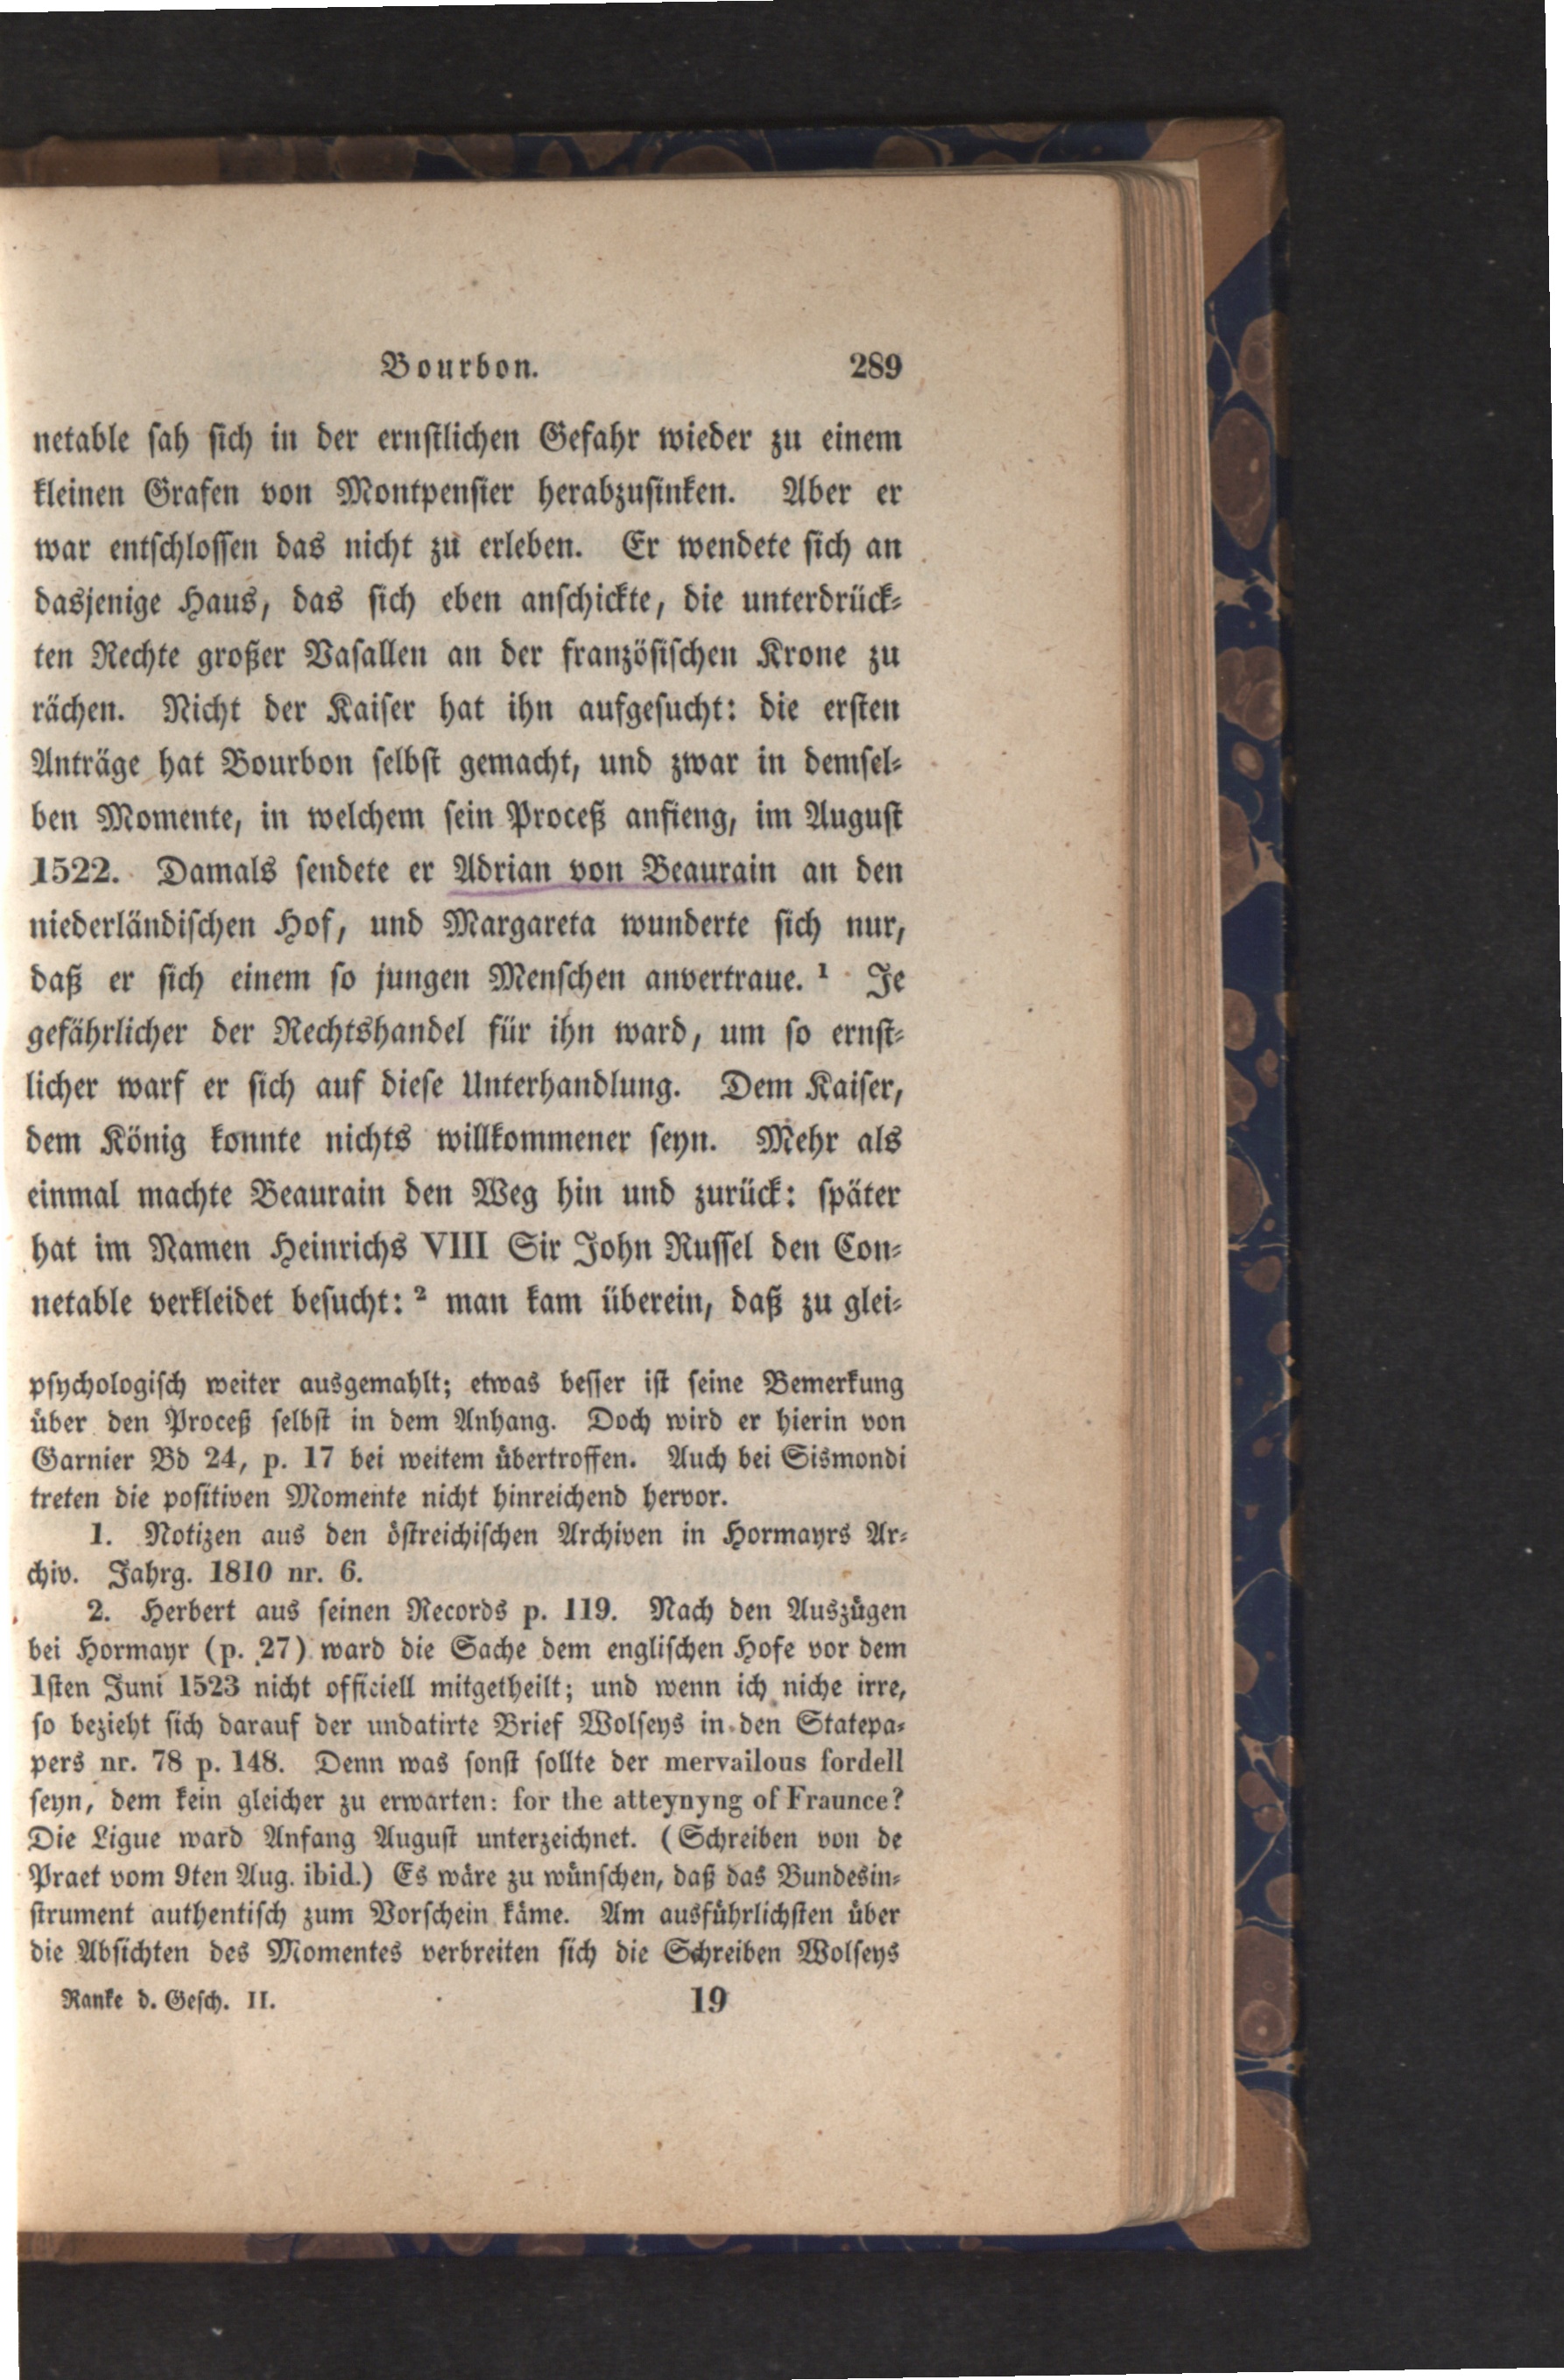 Bourbon. 289
netable sah sich in der ernstlichen Gefahr wieder zu einem
kleinen Grafen von Montpensier herabzusinken. Aber er
war entschlossen das nicht zu erleben. Er wendete sich an
dasjenige Haus, das sich eben anschickte, die unterdrück-
ten Rechte großer Vasallen an der französischen Krone zu
rächen. Nicht der Kaiser hat ihn aufgesucht: die ersten
Anträge hat Bourbon selbst gemacht, und zwar in demsel-
ben Momente, in welchem sein Proceß anfieng, im August
1522. Damals sendete er Adrian von Beaurain an den
niederländischen Hof, und Margareta wunderte sich nur,
daß er sich einem so jungen Menschen anvertraue. ¹ Je
gefährlicher der Rechtshandel für ihn ward, um so ernst-
licher warf er sich auf diese Unterhandlung. Dem Kaiser,
dem König konnte nichts willkommener seyn. Mehr als
einmal machte Beaurain den Weg hin und zurück: später
hat im Namen Heinrichs VIII Sir John Russel den Con-
netable verkleidet besucht: ² man kam überein, daß zu glei-
psychologisch weiter ausgemahlt; etwas besser ist seine Bemerkung
über den Proceß selbst in dem Anhang. Doch wird er hierin von
Garnier Bd 24, p. 17 bei weitem übertroffen. Auch bei Sismondi
treten die positiven Momente nicht hinreichend hervor.
1. Notizen aus den östreichischen Archiven in Hormayrs Ar-
chiv. Jahrg. 1810 nr. 6.
2. Herbert aus seinen Records p. 119. Nach den Auszügen
bei Hormayr (p. 27) ward die Sache dem englischen Hofe vor dem
1sten Juni 1523 nicht officiell mitgetheilt; und wenn ich niche irre,
so bezieht sich darauf der undatirte Brief Wolseys in den Statepa-
pers nr. 78 p. 148. Denn was sonst sollte der mervailous fordell
seyn, dem kein gleicher zu erwarten: for the atteynyng of Fraunce?
Die Ligue ward Anfang August unterzeichnet. (Schreiben von de
Praet vom 9ten Aug. ibid.) Es wäre zu wünschen, daß das Bundesin-
strument authentisch zum Vorschein käme. Am ausführlichsten über
die Absichten des Momentes verbreiten sich die Schreiben Wolseys
Ranke d. Gesch. II. 19